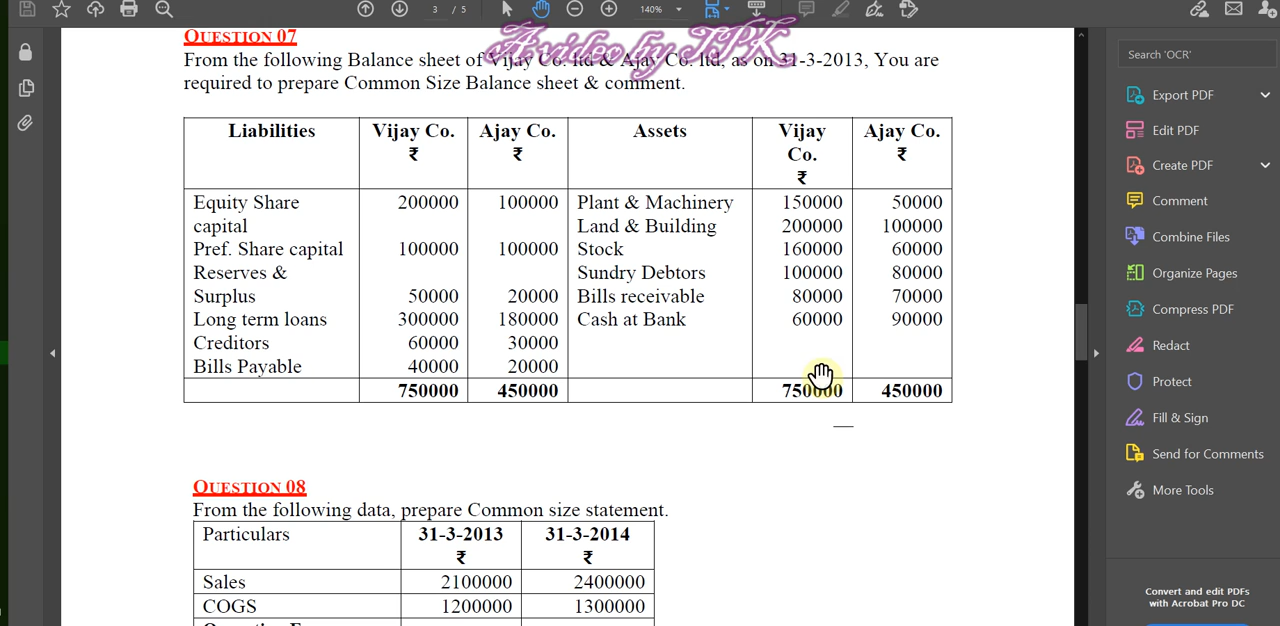 3 / 5
140%
A video by TPK
QUESTION 07
From the following Balance sheet of Vijay Co. ltd & Ajay Co. ltd, as on 31-3-2013, You are
required to prepare Common Size Balance sheet & comment.
Liabilities Vijay Co. ₹ Ajay Co. ₹ Assets Vijay Co. ₹ Ajay Co. ₹
Equity Share 200000 100000 Plant & Machinery 150000 50000
capital Land & Building 200000 100000
Pref. Share capital 100000 100000 Stock 160000 60000
Reserves & Sundry Debtors 100000 80000
Surplus 50000 20000 Bills receivable 80000 70000
Long term loans 300000 180000 Cash at Bank 60000 90000
Creditors 60000 30000
Bills Payable 40000 20000
750000 450000 750000 450000
QUESTION 08
From the following data, prepare Common size statement.
Particulars 31-3-2013 ₹ 31-3-2014 ₹
Sales 2100000 2400000
COGS 1200000 1300000
Search 'OCR'
Export PDF
Edit PDF
Create PDF
Comment
Combine Files
Organize Pages
Compress PDF
Redact
Protect
Fill & Sign
Send for Comments
More Tools
Convert and edit PDFs
with Acrobat Pro DC